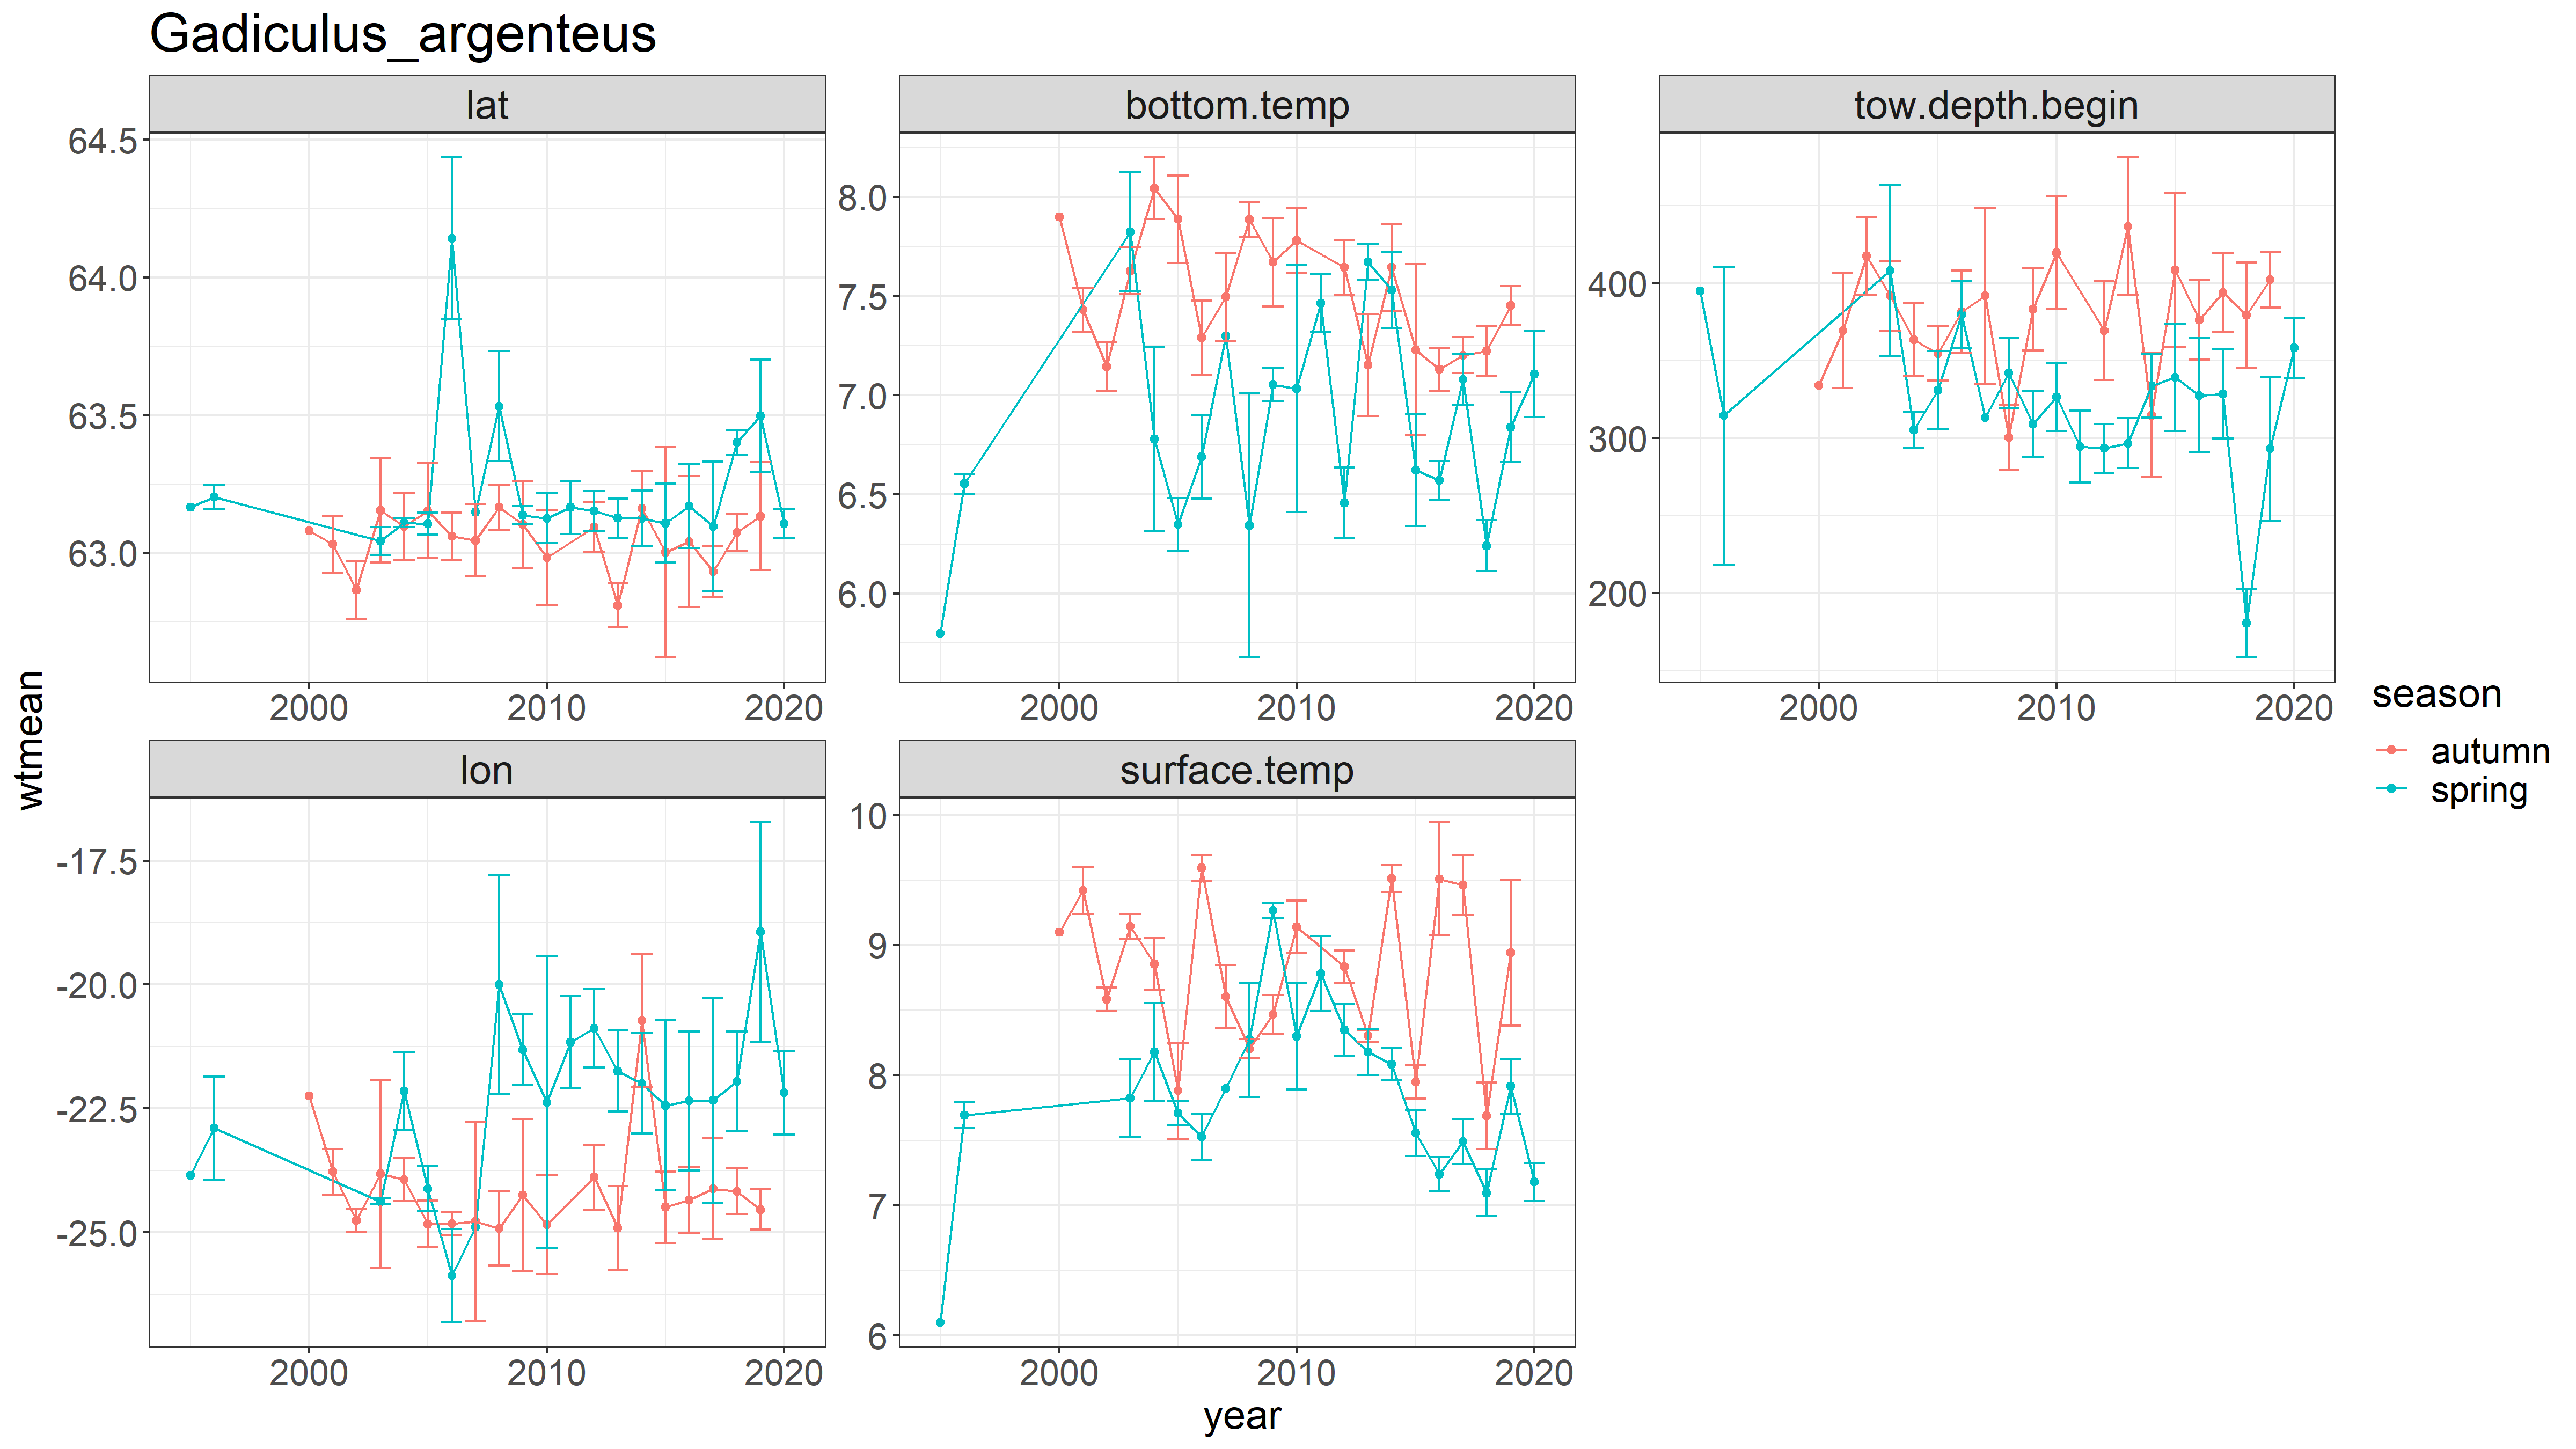 Gadiculus_argenteus
lat
bottom.temp
tow.depth.begin
64.5
64.0
63.5
63.0
8.0
7.5
7.0
6.5
6.0
400
300
200
2000 2010 2020
2000 2010 2020
2000 2010 2020
wtmean
lon
surface.temp
-17.5
-20.0
-22.5
-25.0
10
9
8
7
6
2000 2010 2020
2000 2010 2020
year
season
autumn
spring